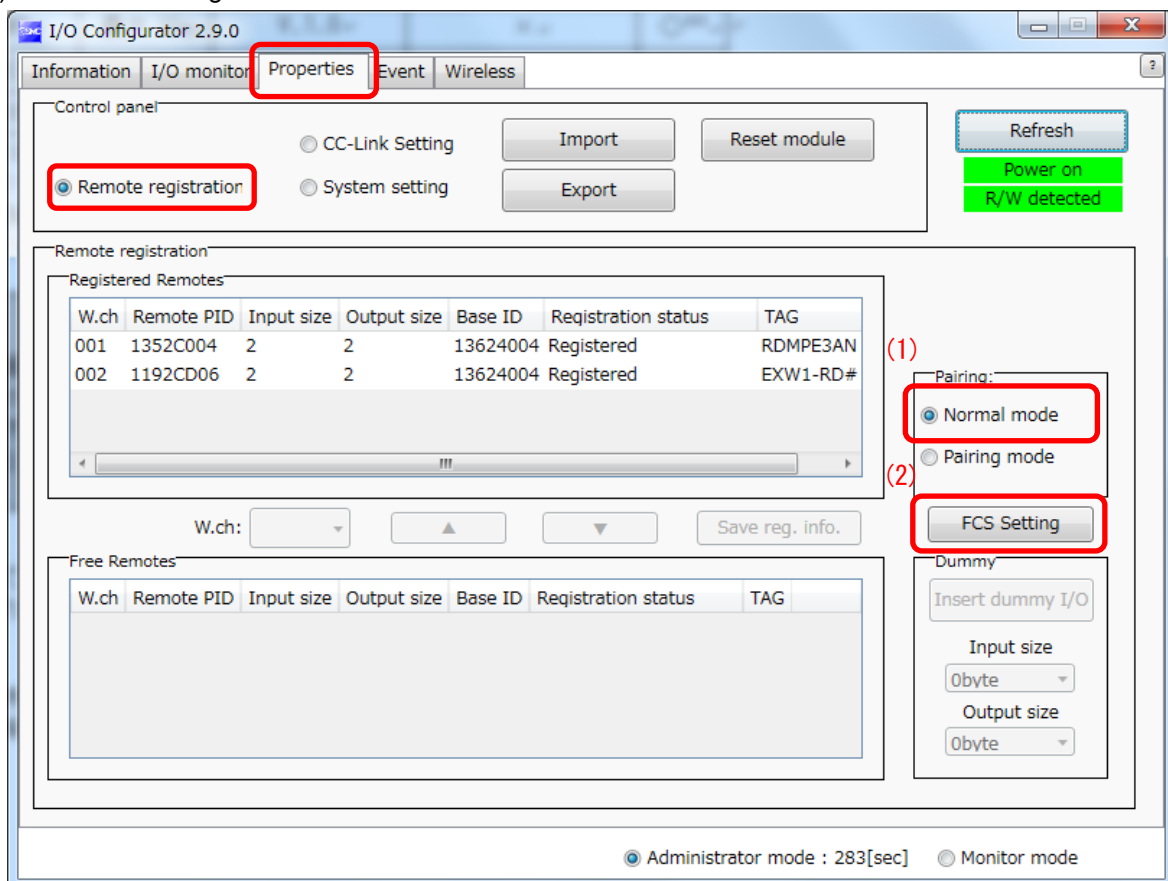 I/O Configurator 2.9.0
Information I/O monitor Properties Event Wireless ?
Control panel
CC-Link Setting Import Reset module Refresh
Power on
Remote registration System setting Export
R/W detected
Remote registration
Registered Remotes
W.ch Remote PID Input size Output size Base ID Registration status TAG
001 1352C004 2 2 13624004 Registered RDMPE3AN
002 1192CD06 2 2 13624004 Registered EXW1-RD#
(1)
Pairing:
Normal mode
Pairing mode
(2)
W.ch: ▲ ▼ Save reg. info. FCS Setting
Free Remotes
W.ch Remote PID Input size Output size Base ID Registration status TAG
Dummy
Insert dummy I/O
Input size
0byte
Output size
0byte
Administrator mode : 283[sec] Monitor mode